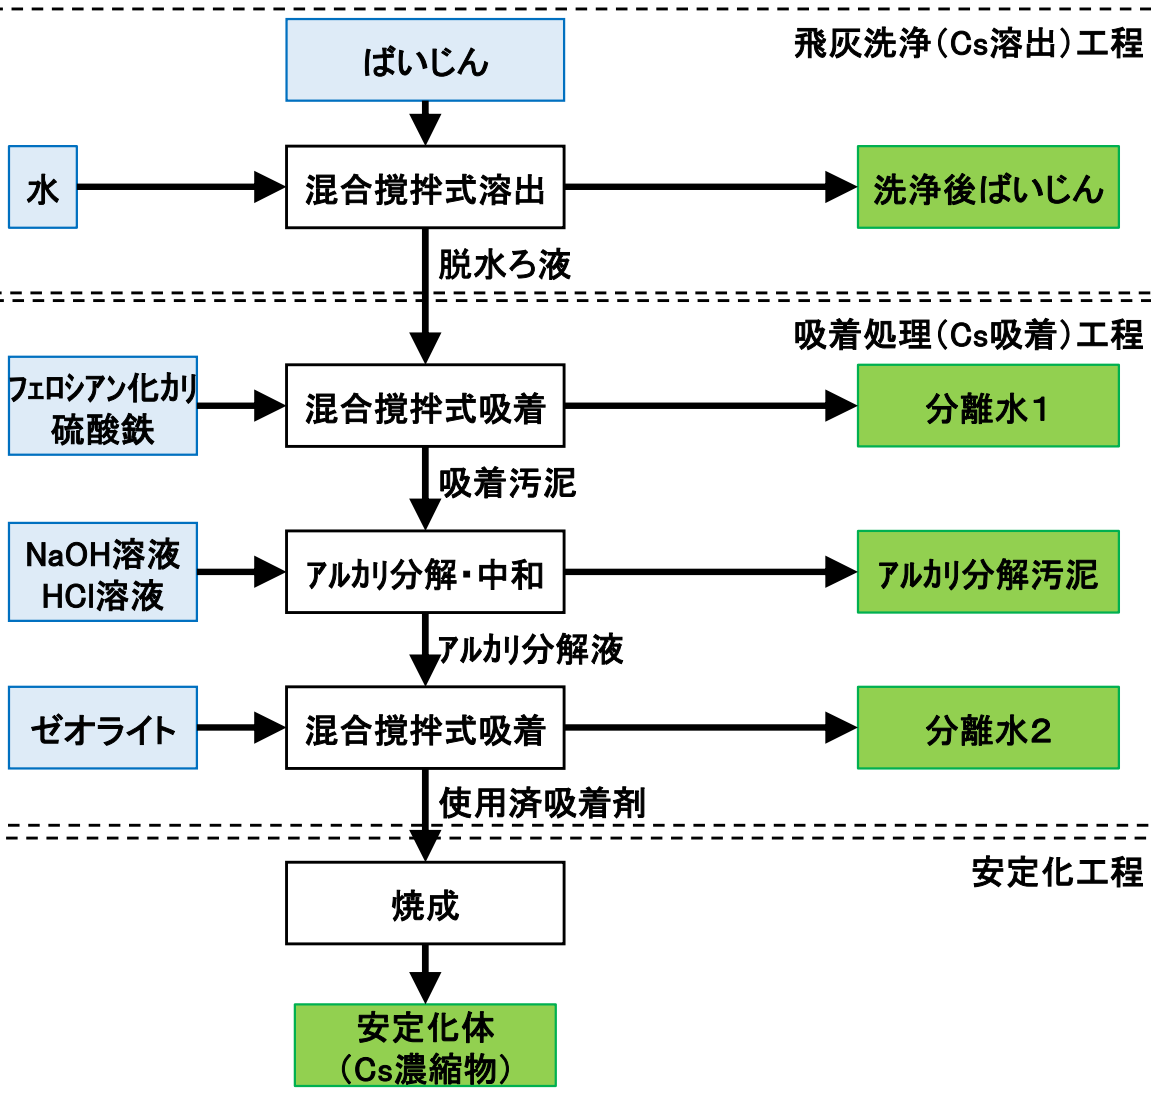 飛灰洗浄（Cs溶出）工程
ばいじん
水
混合撹拌式溶出
洗浄後ばいじん
脱水ろ液
吸着処理（Cs吸着）工程
フェロシアン化カリ
硫酸鉄
混合撹拌式吸着
分離水１
吸着汚泥
NaOH溶液
HCl溶液
アルカリ分解・中和
アルカリ分解汚泥
アルカリ分解液
ゼオライト
混合撹拌式吸着
分離水２
使用済吸着剤
安定化工程
焼成
安定化体
（Cs濃縮物）